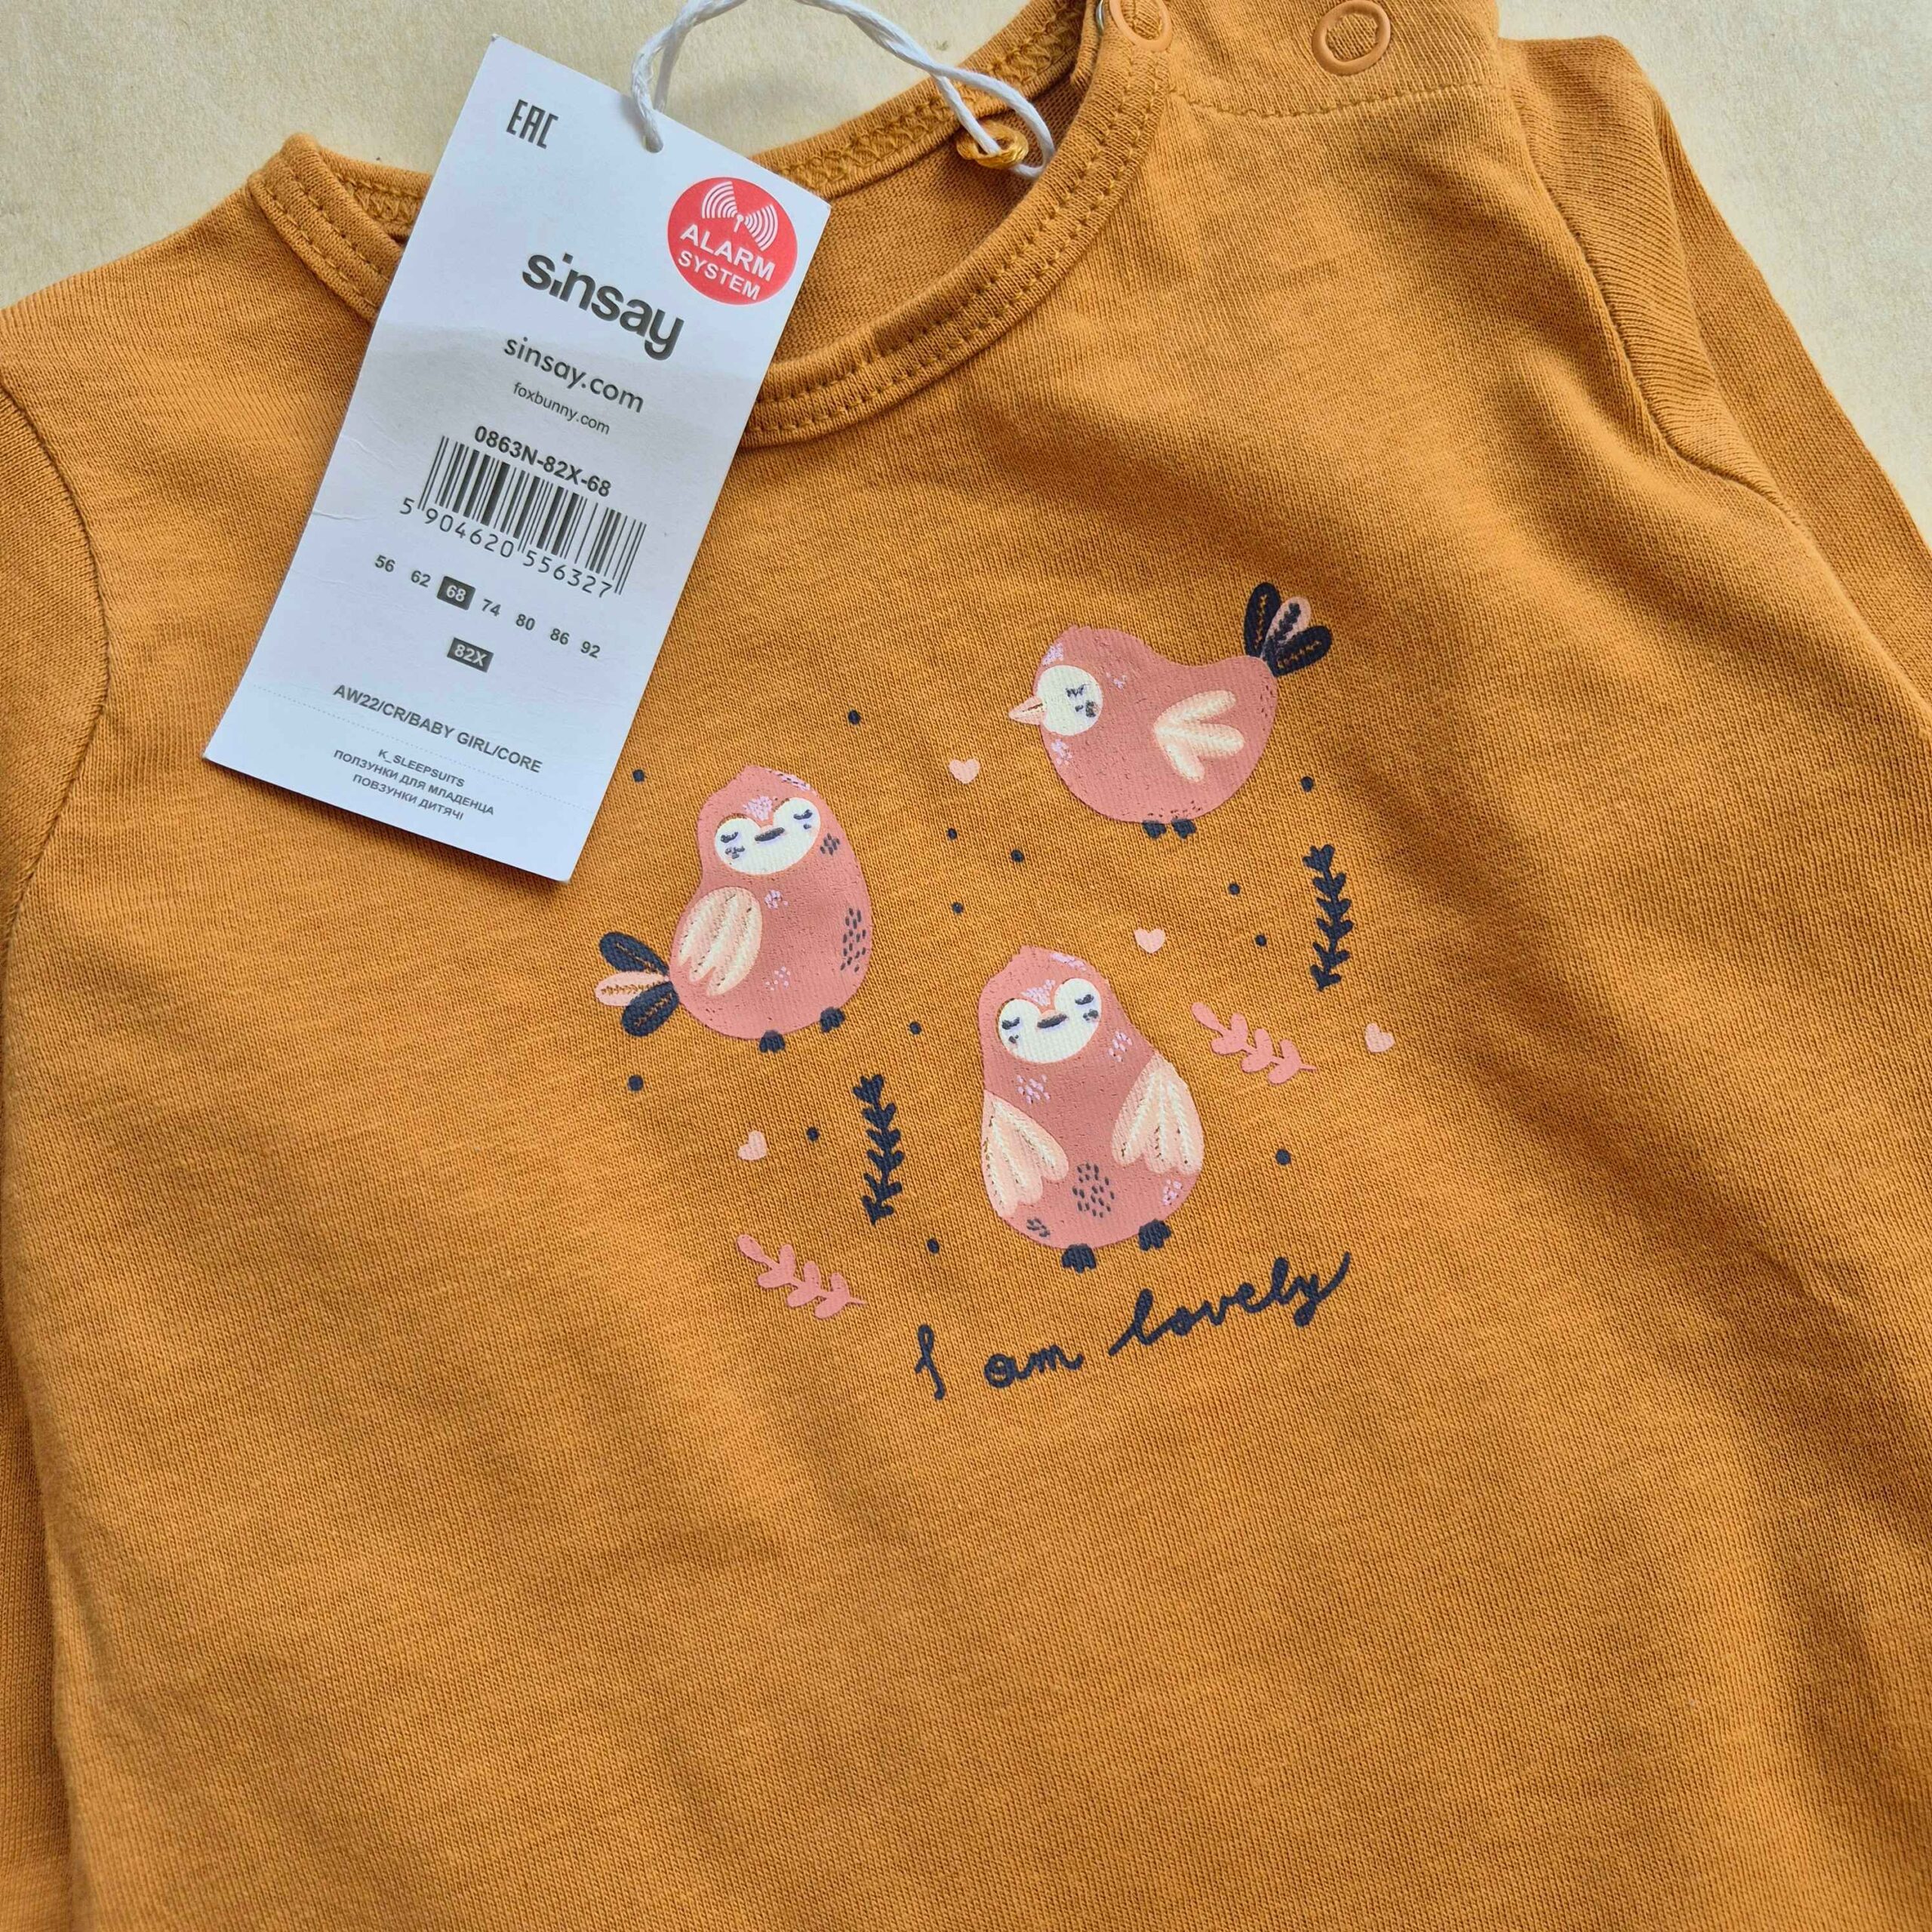 EAC
ALARM
SYSTEM
sinsay
sinsay.com
foxbunny.com
0863N-82X-68
5 904620 556327
56 62 68 74 80 86 92
82X
AW22/CR/BABY GIRL/CORE
K_SLEEPSUITS
ПОЛЗУНКИ ДЛЯ МЛАДЕНЦА
ПОВЗУНКИ ДИТЯЧІ
I am lovely